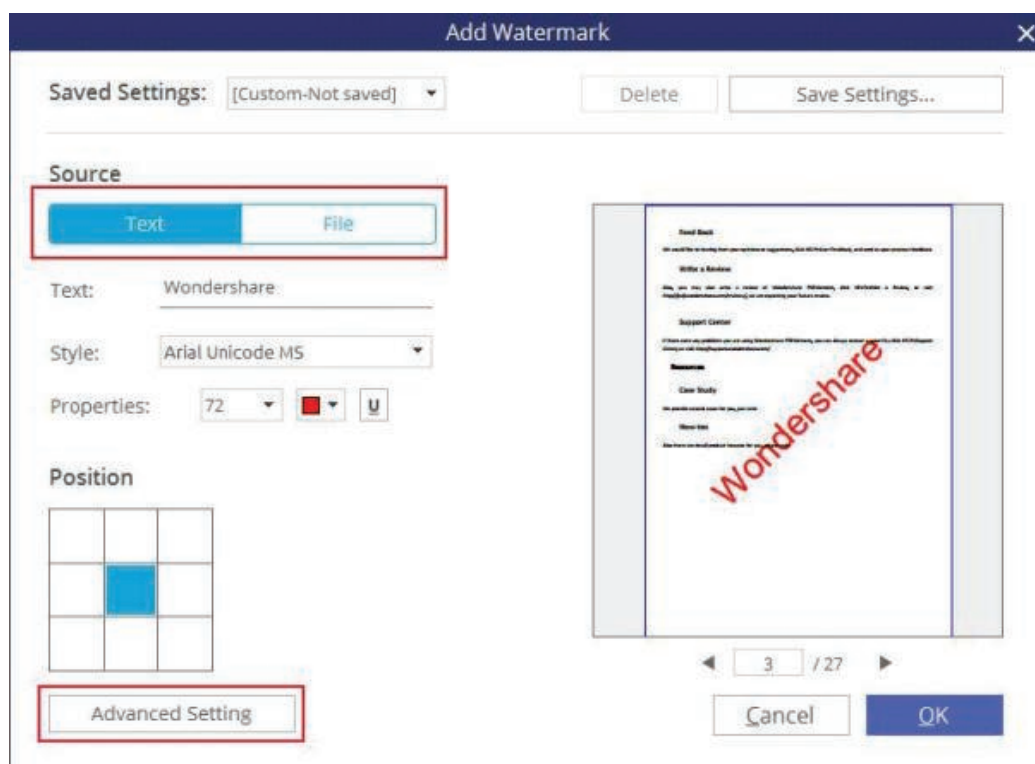 Add Watermark
Saved Settings: [Custom-Not saved] Delete Save Settings...
Source
Text File
Text: Wondershare
Style: Arial Unicode MS
Properties: 72 U
Position
Advanced Setting
Feed Back
Write a Review
Support Center
Resources
Case Study
Wondershare
3 / 27
Cancel OK